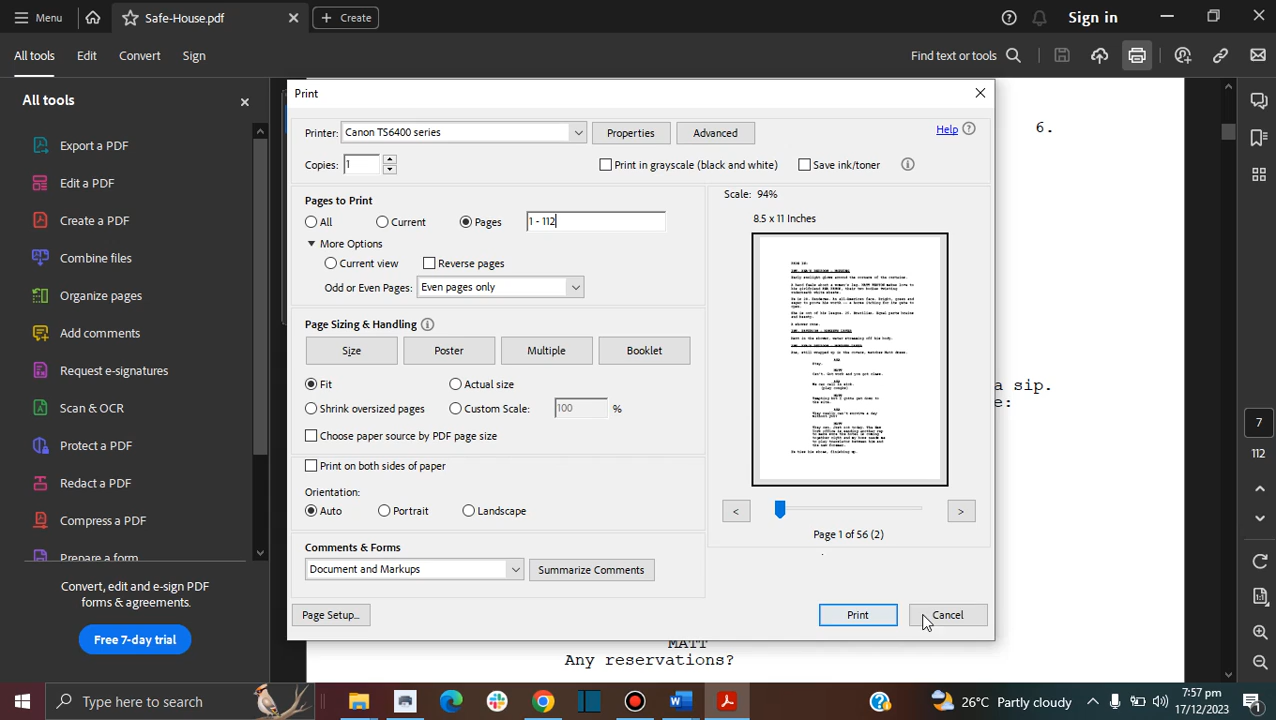 Menu
Safe-House.pdf
Create
Sign in
All tools
Edit
Convert
Sign
Find text or tools
All tools
Export a PDF
Edit a PDF
Create a PDF
Combine files
Organize pages
Add comments
Request e-signatures
Scan & OCR
Protect a PDF
Redact a PDF
Compress a PDF
Prepare a form
Convert, edit and e-sign PDF
forms & agreements.
Free 7-day trial
Print
Printer: Canon TS6400 series
Properties
Advanced
Help
Copies: 1
Print in grayscale (black and white)
Save ink/toner
Pages to Print
All
Current
Pages
1 - 112
More Options
Current view
Reverse pages
Odd or Even Pages: Even pages only
Page Sizing & Handling
Size
Poster
Multiple
Booklet
Fit
Actual size
Shrink oversized pages
Custom Scale: 100 %
Choose paper source by PDF page size
Print on both sides of paper
Orientation:
Auto
Portrait
Landscape
Comments & Forms
Document and Markups
Summarize Comments
Page Setup...
Print
Cancel
Scale: 94%
8.5 x 11 Inches
<
>
Page 1 of 56 (2)
6.
a sip.
e:
MATT
Any reservations?
112
Type here to search
26°C Partly cloudy
7:57 pm
17/12/2023
1